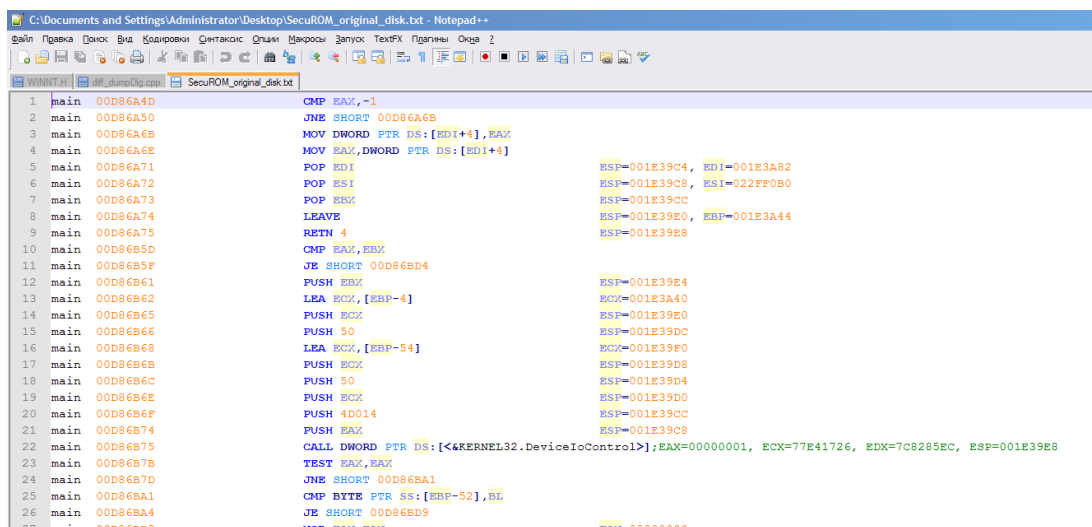 C:\Documents and Settings\Administrator\Desktop\SecuROM_original_disk.txt - Notepad++
Файл Правка Поиск Вид Кодировки Синтаксис Опции Макросы Запуск TextFX Плагины Окна ?
WINNT.H diff_dumpDlg.cpp SecuROM_original_disk.txt
1 main 00D86A4D CMP EAX,-1
2 main 00D86A50 JNE SHORT 00D86A6B
3 main 00D86A6B MOV DWORD PTR DS:[EDI+4],EAX
4 main 00D86A6E MOV EAX,DWORD PTR DS:[EDI+4]
5 main 00D86A71 POP EDI ESP=001E39C4, EDI=001E3A82
6 main 00D86A72 POP ESI ESP=001E39C8, ESI=022FF0B0
7 main 00D86A73 POP EBX ESP=001E39CC
8 main 00D86A74 LEAVE ESP=001E39E0, EBP=001E3A44
9 main 00D86A75 RETN 4 ESP=001E39E8
10 main 00D86B5D CMP EAX,EBX
11 main 00D86B5F JE SHORT 00D86BD4
12 main 00D86B61 PUSH EBX ESP=001E39E4
13 main 00D86B62 LEA ECX,[EBP-4] ECX=001E3A40
14 main 00D86B65 PUSH ECX ESP=001E39E0
15 main 00D86B66 PUSH 50 ESP=001E39DC
16 main 00D86B68 LEA ECX,[EBP-54] ECX=001E39F0
17 main 00D86B6B PUSH ECX ESP=001E39D8
18 main 00D86B6C PUSH 50 ESP=001E39D4
19 main 00D86B6E PUSH ECX ESP=001E39D0
20 main 00D86B6F PUSH 4D014 ESP=001E39CC
21 main 00D86B74 PUSH EAX ESP=001E39C8
22 main 00D86B75 CALL DWORD PTR DS:[<&KERNEL32.DeviceIoControl>];EAX=00000001, ECX=77E41726, EDX=7C8285EC, ESP=001E39E8
23 main 00D86B7B TEST EAX,EAX
24 main 00D86B7D JNE SHORT 00D86BA1
25 main 00D86BA1 CMP BYTE PTR SS:[EBP-52],BL
26 main 00D86BA4 JE SHORT 00D86BD9